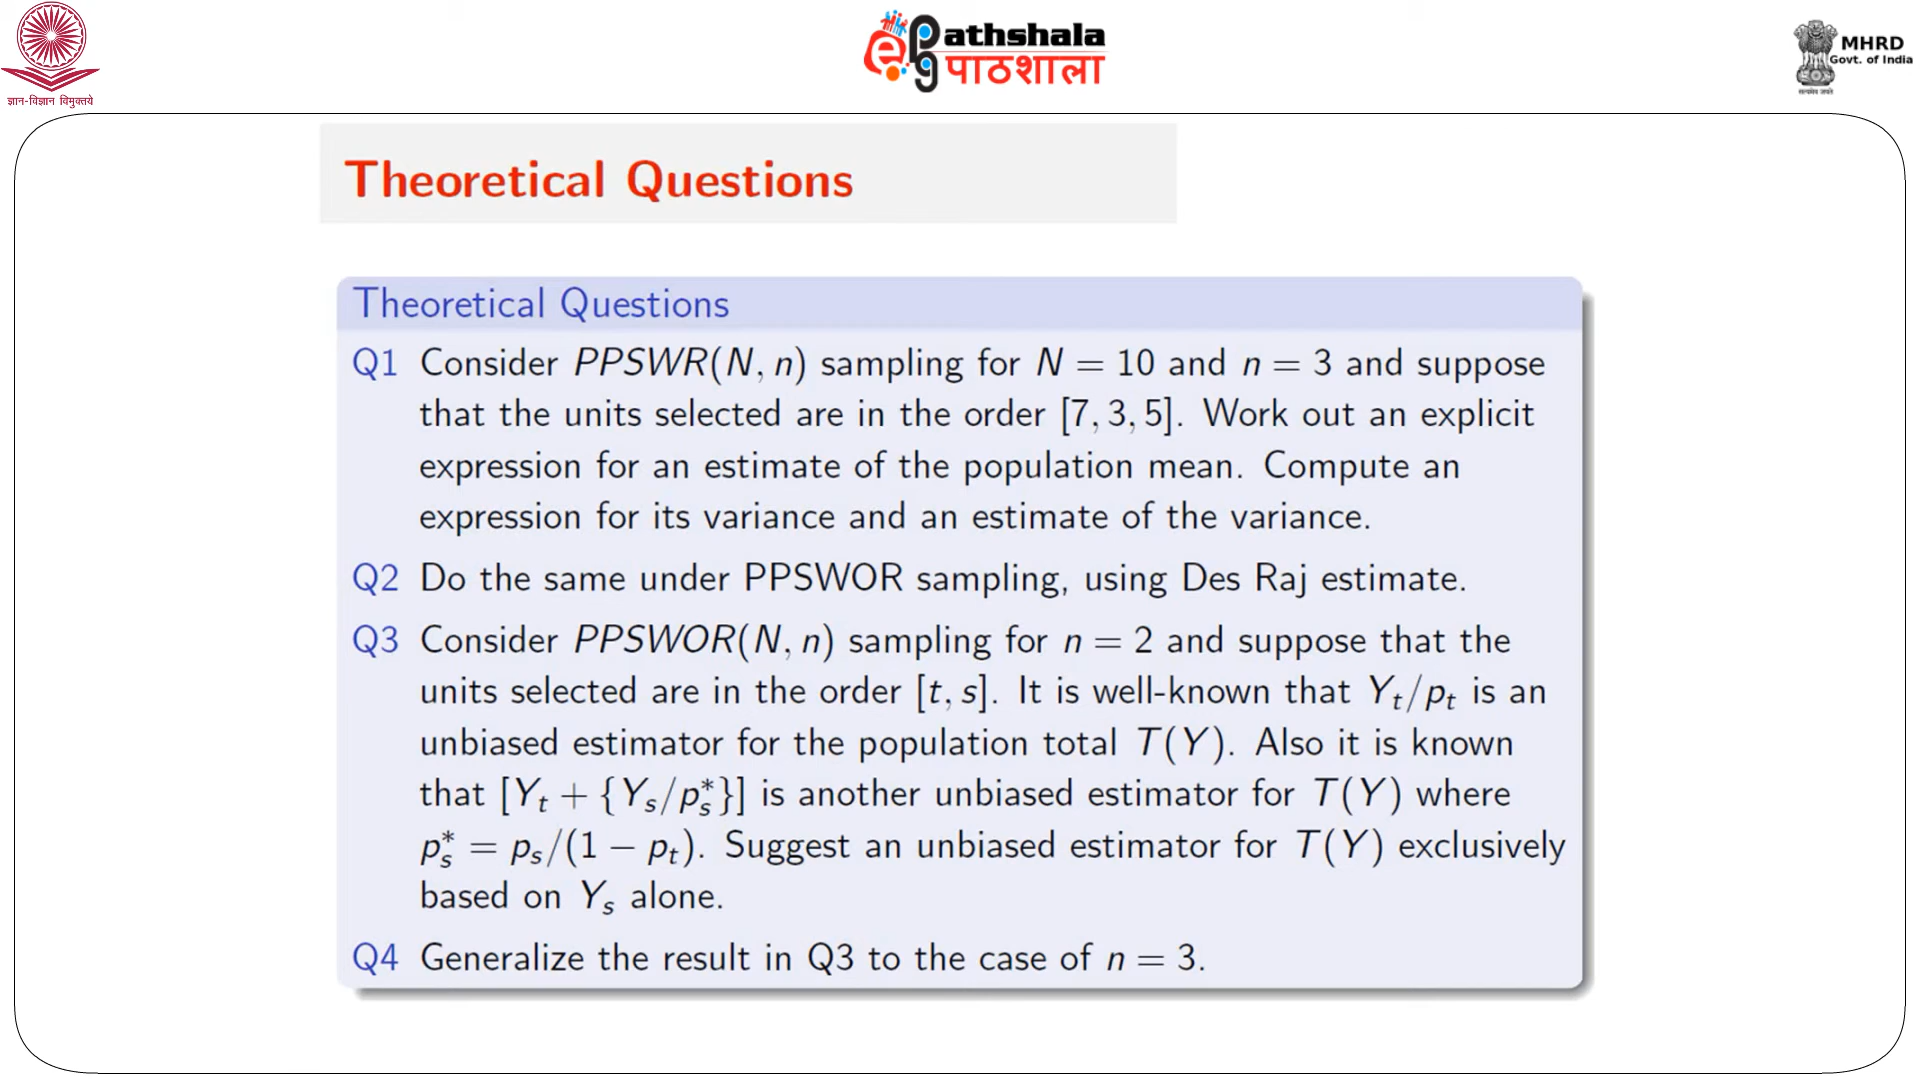 ज्ञान-विज्ञान विमुक्तये
ePG athshala
पाठशाला
MHRD
Govt. of India
सत्यमेव जयते
Theoretical Questions
Theoretical Questions
Q1 Consider PPSWR(N, n) sampling for N = 10 and n = 3 and suppose
that the units selected are in the order [7, 3, 5]. Work out an explicit
expression for an estimate of the population mean. Compute an
expression for its variance and an estimate of the variance.
Q2 Do the same under PPSWOR sampling, using Des Raj estimate.
Q3 Consider PPSWOR(N, n) sampling for n = 2 and suppose that the
units selected are in the order [t, s]. It is well-known that Y_t/p_t is an
unbiased estimator for the population total T(Y). Also it is known
that [Y_t + {Y_s/p_s^*}] is another unbiased estimator for T(Y) where
p_s^* = p_s/(1 − p_t). Suggest an unbiased estimator for T(Y) exclusively
based on Y_s alone.
Q4 Generalize the result in Q3 to the case of n = 3.